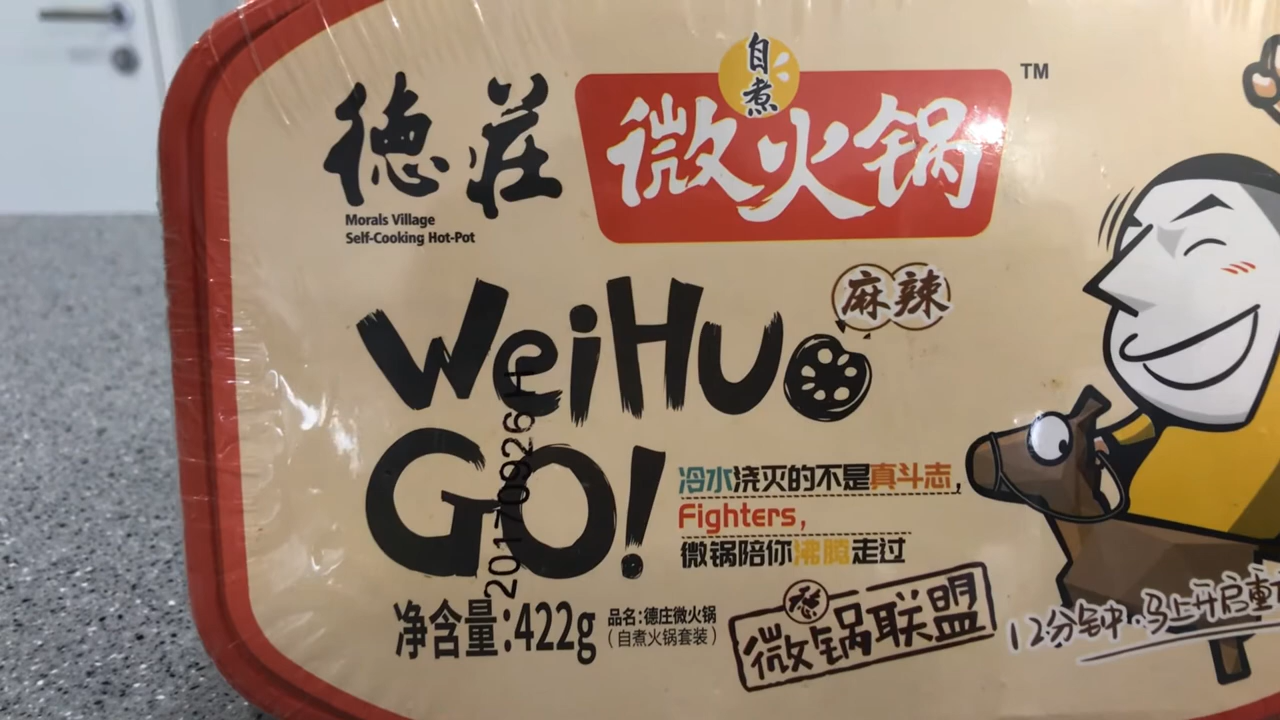 德莊
Morals Village
Self-Cooking Hot-Pot
自煮
微火锅
TM
WeiHuo
麻辣
GO!
20170926H
冷水浇灭的不是真斗志，
Fighters,
微锅陪你沸腾走过
净含量:422g
品名:德庄微火锅
(自煮火锅套装)
微锅联盟
12分钟·马上开启重